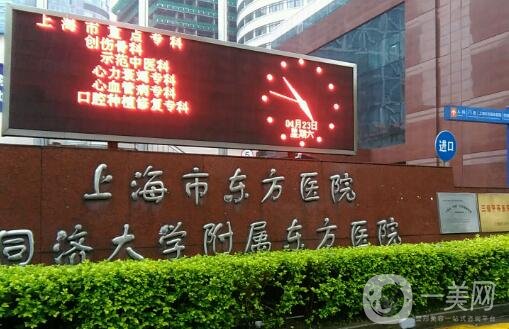 上海市重点专科
创伤骨科
示范中医科
心力衰竭专科
心血管病专科
口腔种植修复专科
04月23日
星期六
进口
上海市东方医院
同济大学附属东方医院
一美网